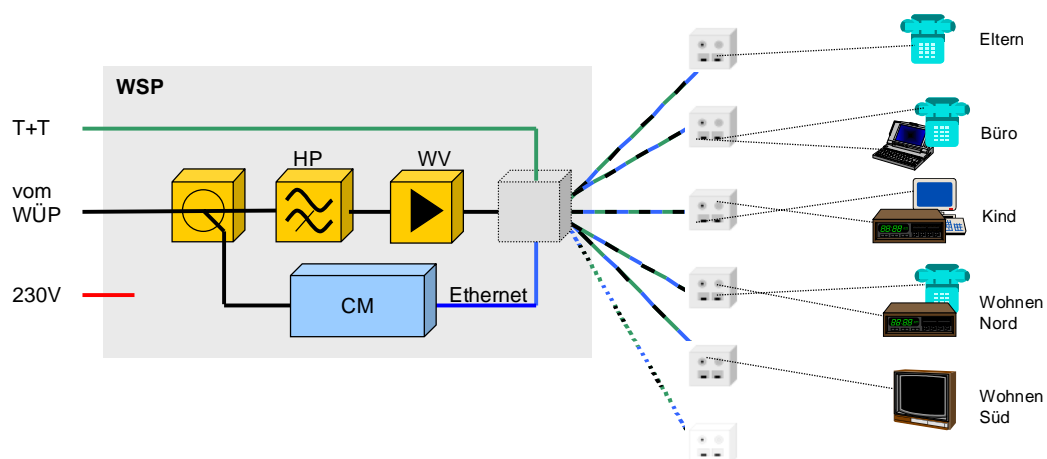 WSP
T+T
HP
WV
vom
WÜP
230V
CM
Ethernet
Eltern
Büro
Kind
Wohnen
Nord
Wohnen
Süd